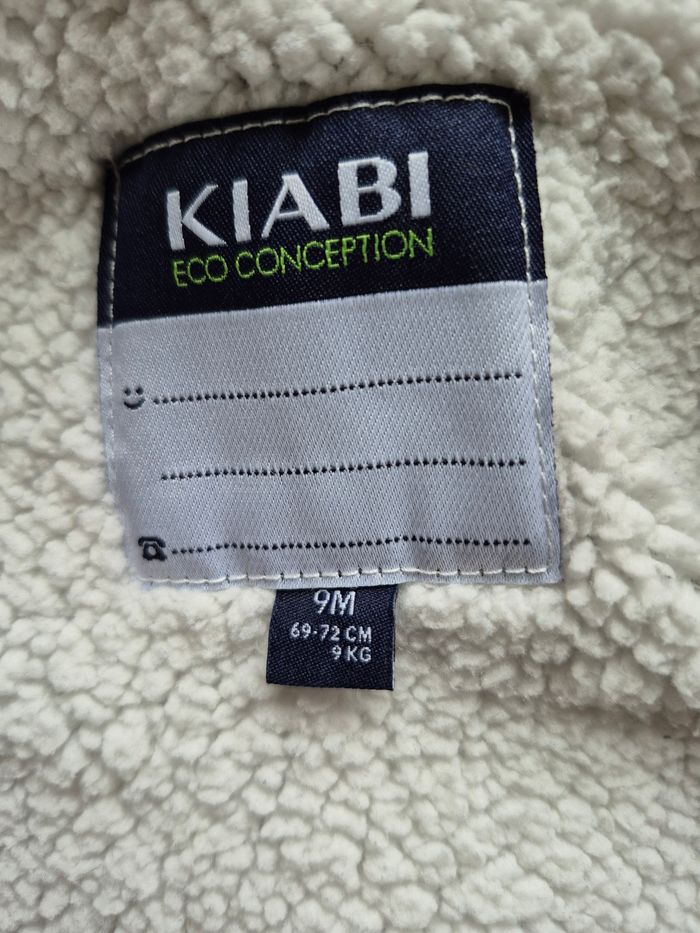 KIABI
ECO CONCEPTION
9M
69-72 CM
9 KG